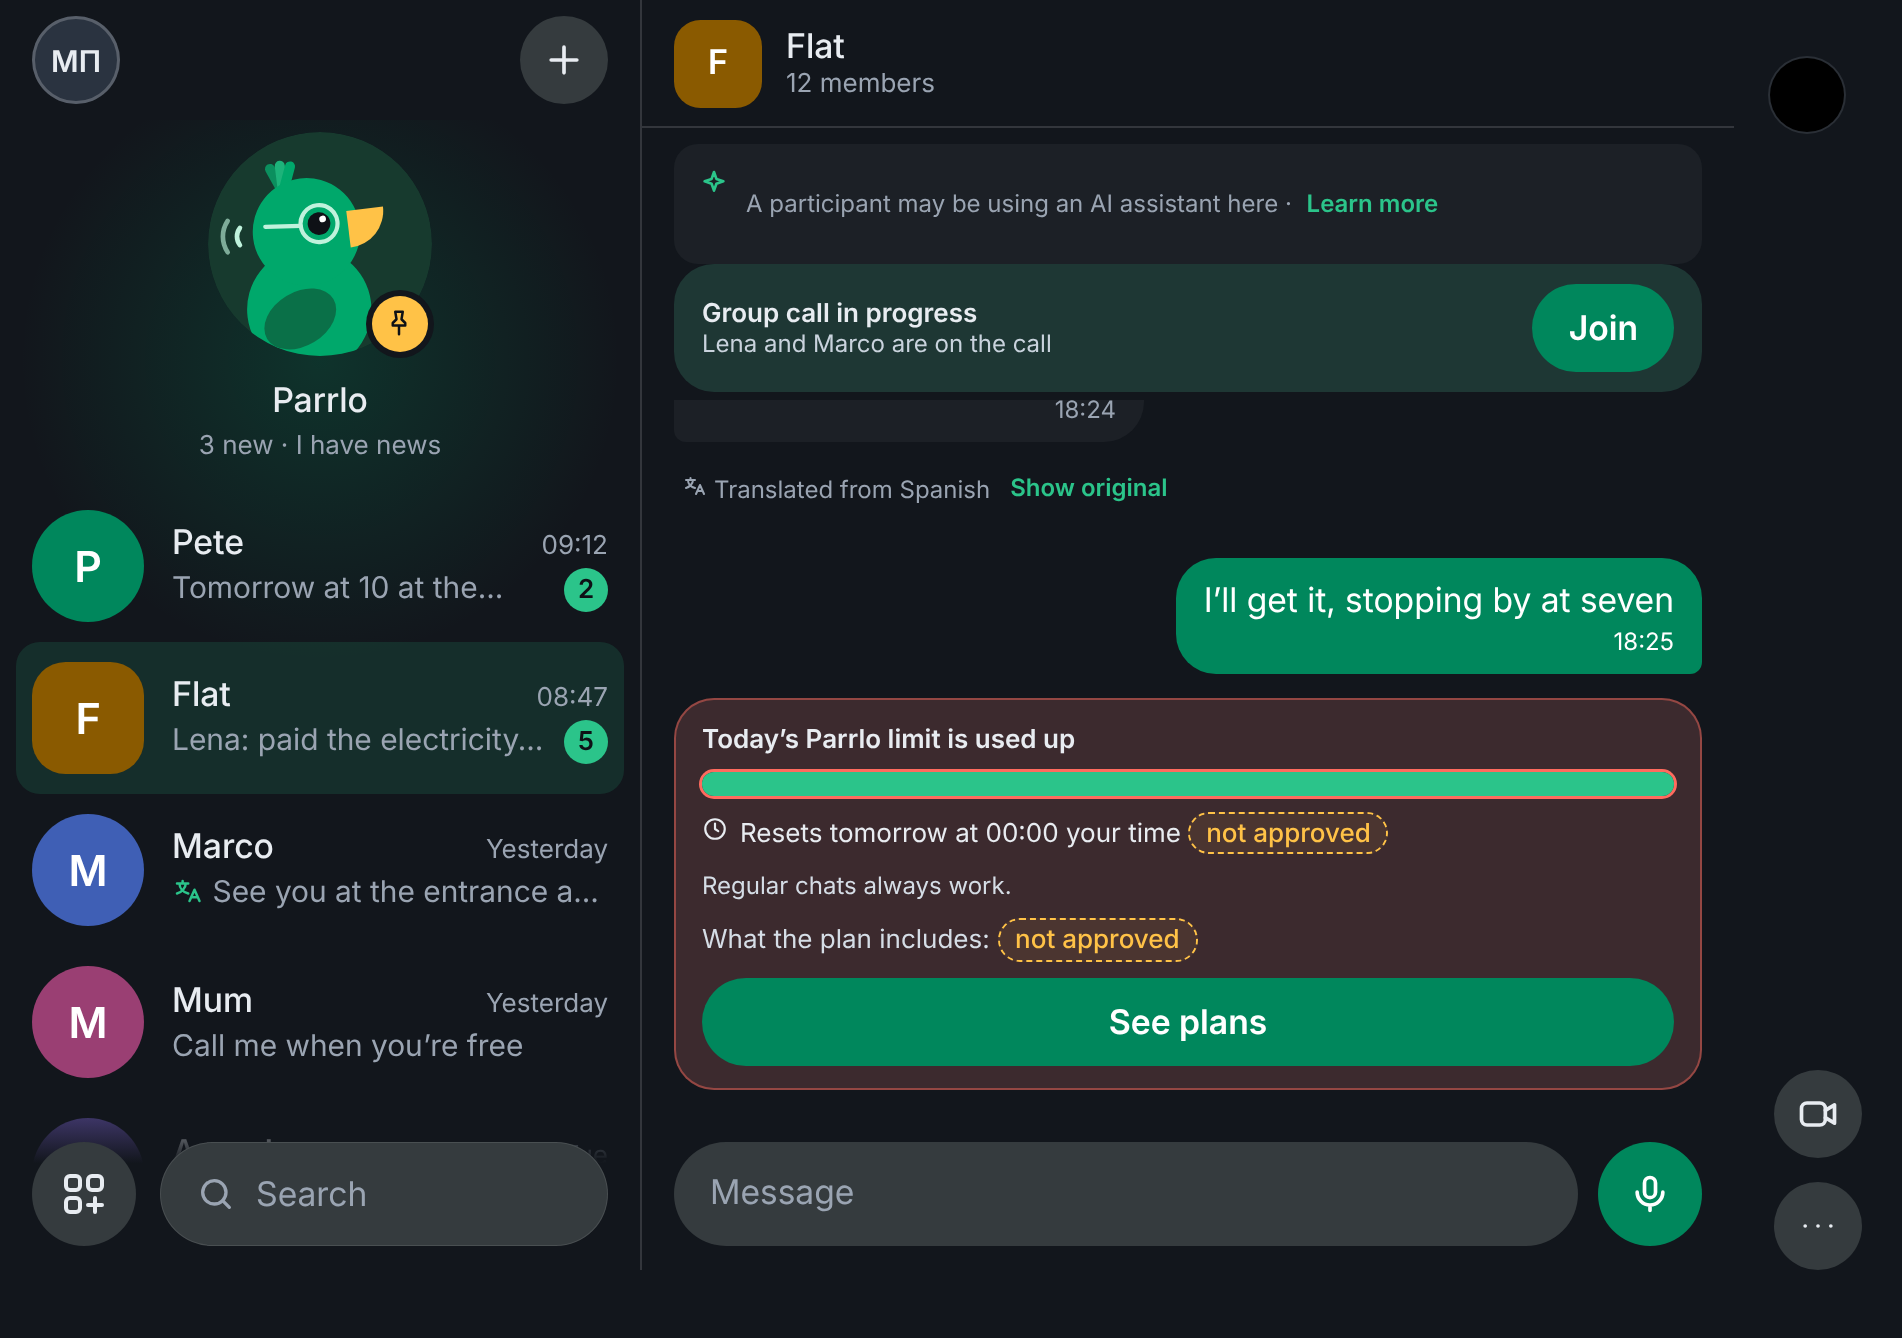 МП
Parrlo
3 new · I have news
P
Pete
09:12
Tomorrow at 10 at the...
2
F
Flat
08:47
Lena: paid the electricity...
5
M
Marco
Yesterday
See you at the entrance a...
M
Mum
Yesterday
Call me when you’re free
Search
F
Flat
12 members
A participant may be using an AI assistant here · Learn more
Group call in progress
Lena and Marco are on the call
Join
18:24
Translated from Spanish Show original
I’ll get it, stopping by at seven
18:25
Today’s Parrlo limit is used up
Resets tomorrow at 00:00 your time not approved
Regular chats always work.
What the plan includes: not approved
See plans
Message